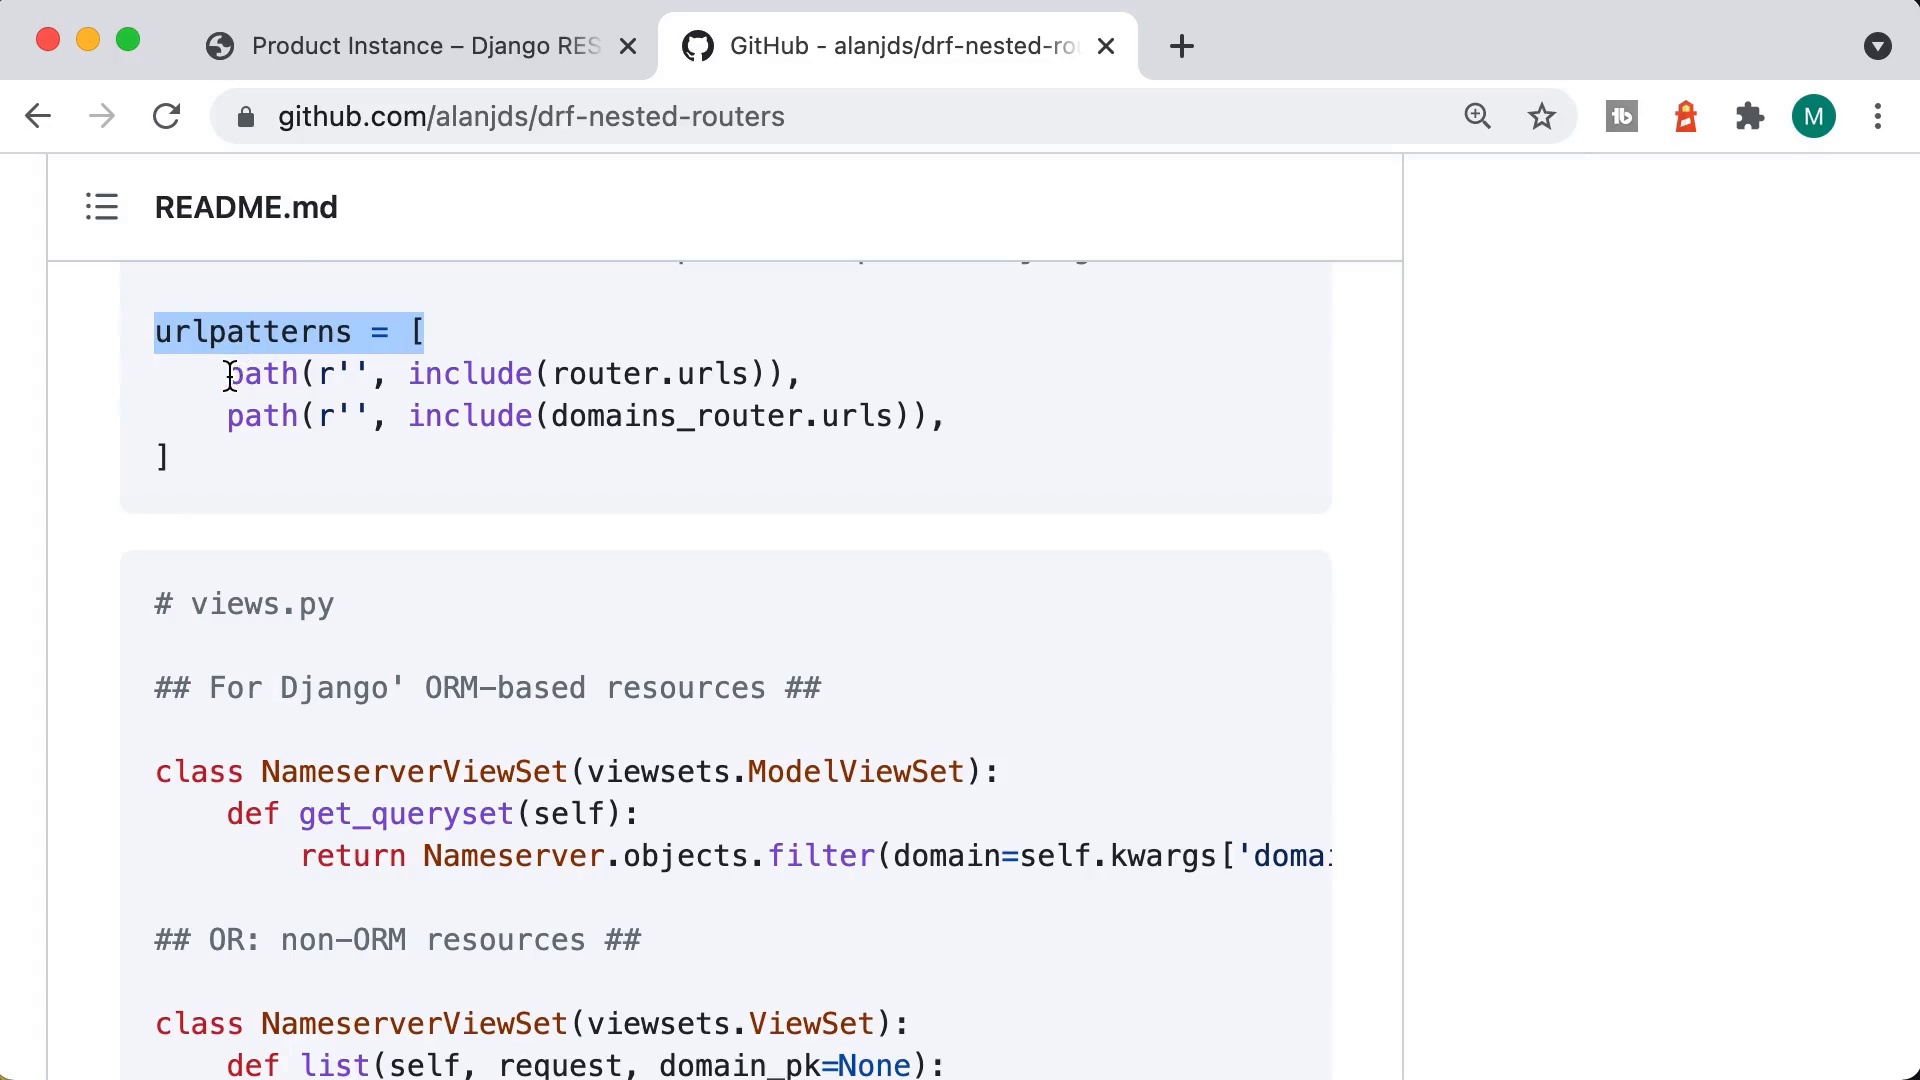 Product Instance – Django RES
GitHub - alanjds/drf-nested-rou
github.com/alanjds/drf-nested-routers
M
README.md
urlpatterns = [
path(r'', include(router.urls)),
path(r'', include(domains_router.urls)),
]
# views.py
## For Django' ORM-based resources ##
class NameserverViewSet(viewsets.ModelViewSet):
def get_queryset(self):
return Nameserver.objects.filter(domain=self.kwargs['domai
## OR: non-ORM resources ##
class NameserverViewSet(viewsets.ViewSet):
def list(self, request, domain_pk=None):